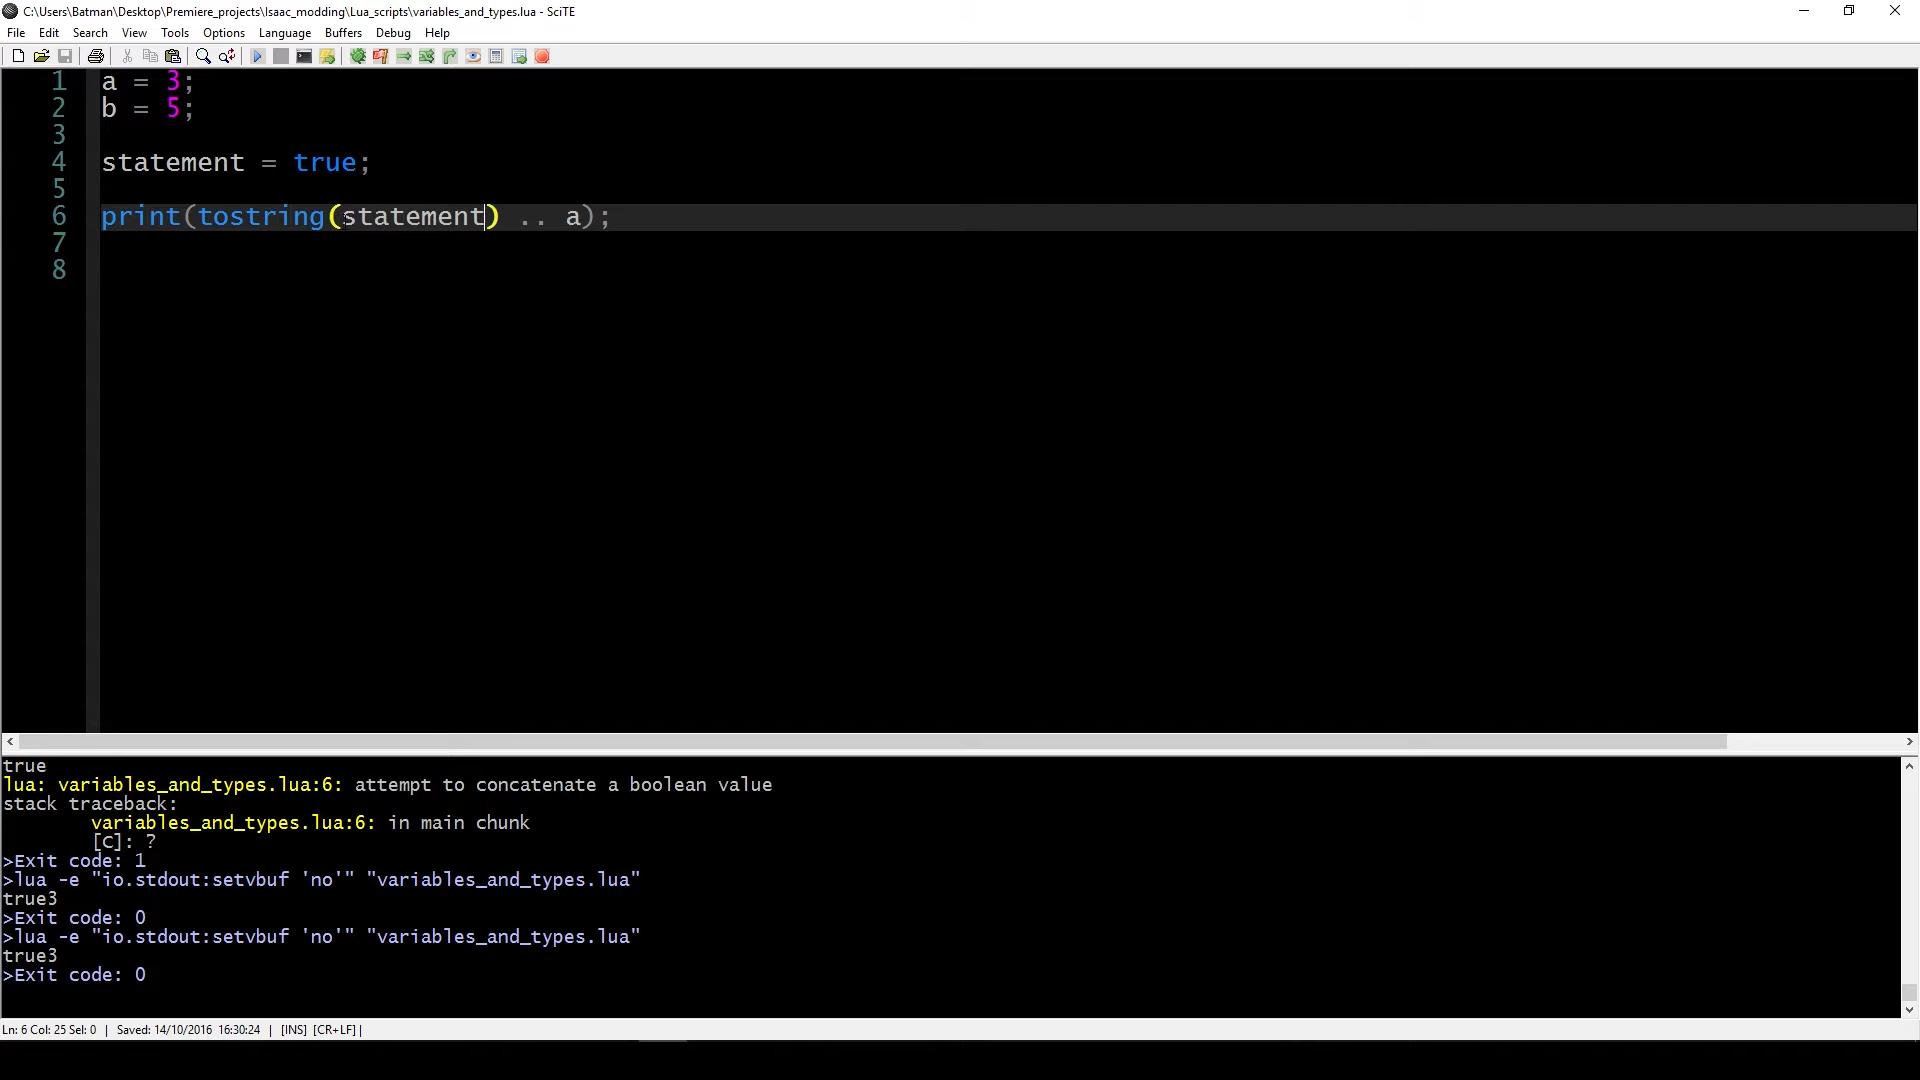 C:\Users\Batman\Desktop\Premiere_projects\Isaac_modding\Lua_scripts\variables_and_types.lua - SciTE
File Edit Search View Tools Options Language Buffers Debug Help
1 a = 3;
2 b = 5;
3
4 statement = true;
5
6 print(tostring(statement) .. a);
7
8
true
lua: variables_and_types.lua:6: attempt to concatenate a boolean value
stack traceback:
variables_and_types.lua:6: in main chunk
[C]: ?
>Exit code: 1
>lua -e "io.stdout:setvbuf 'no'" "variables_and_types.lua"
true3
>Exit code: 0
>lua -e "io.stdout:setvbuf 'no'" "variables_and_types.lua"
true3
>Exit code: 0
Ln: 6 Col: 25 Sel: 0 | Saved: 14/10/2016 16:30:24 | [INS] [CR+LF] |